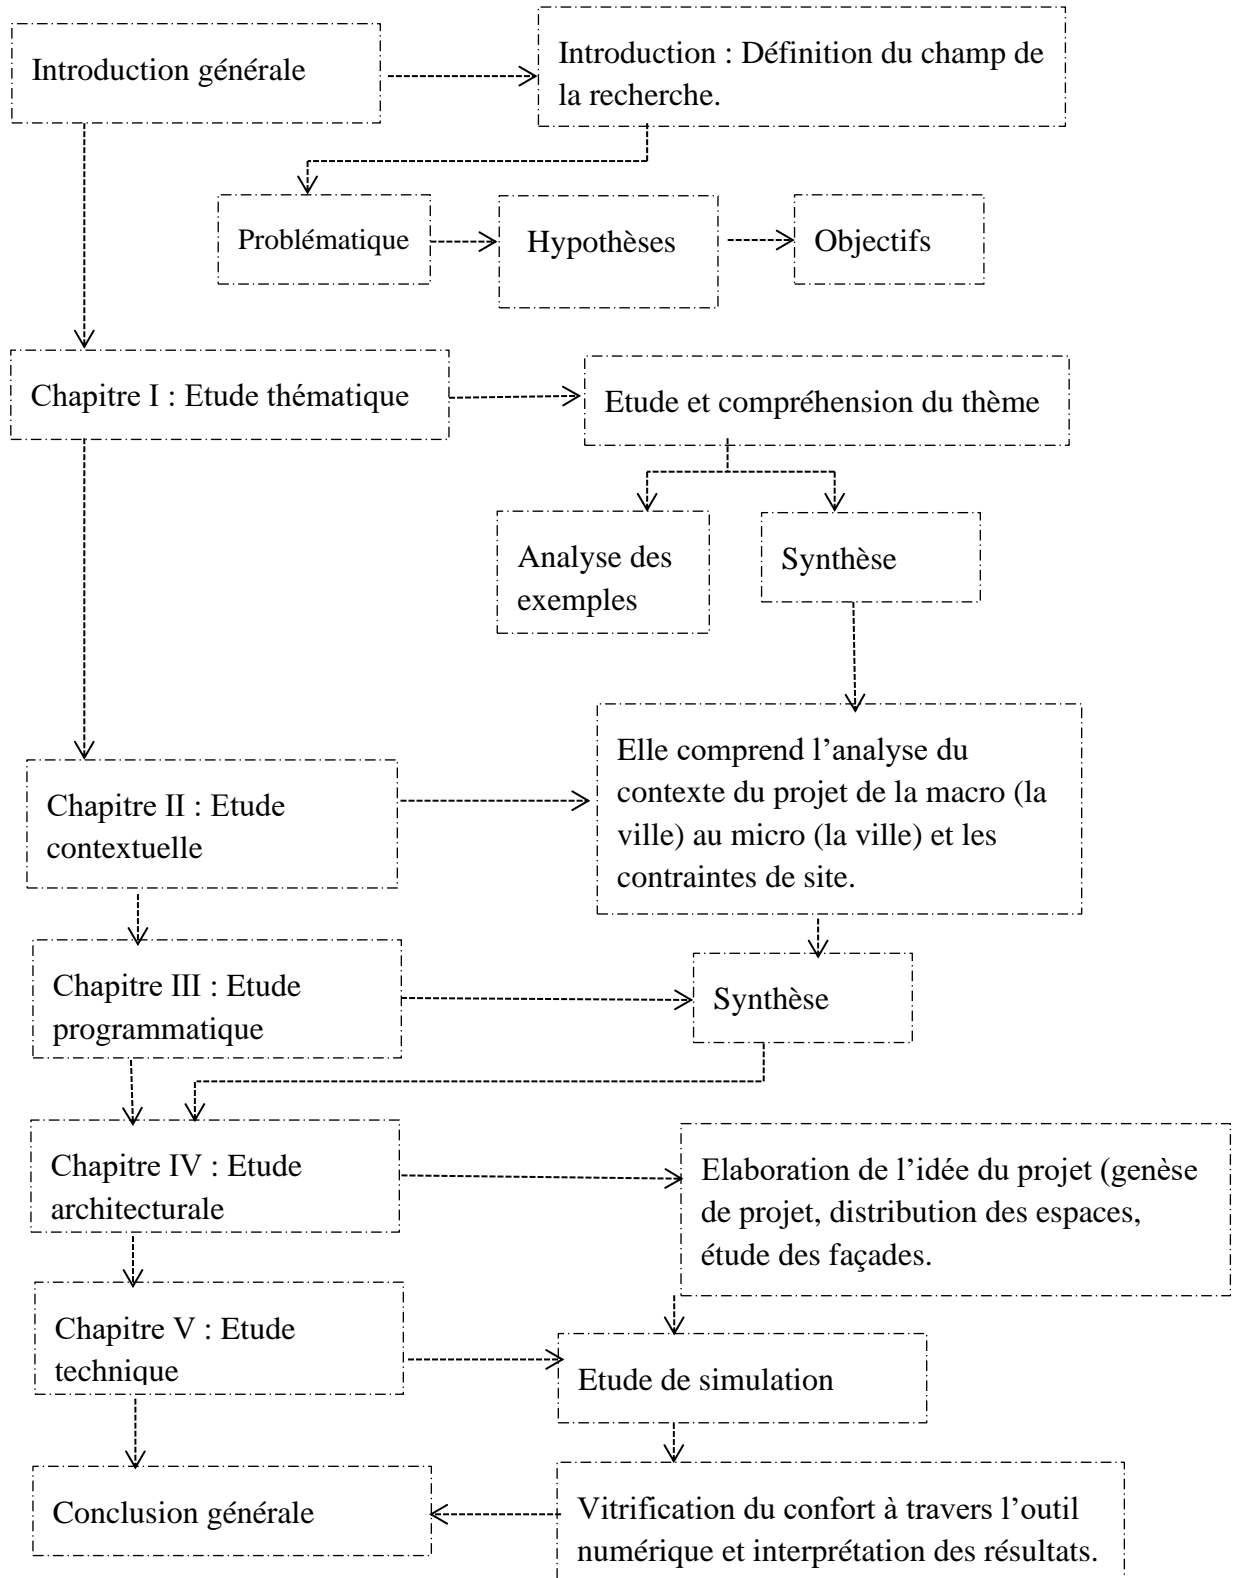 Introduction générale
Introduction : Définition du champ de
la recherche.
Problématique
Hypothèses
Objectifs
Chapitre I : Etude thématique
Etude et compréhension du thème
Analyse des
exemples
Synthèse
Elle comprend l’analyse du
contexte du projet de la macro (la
ville) au micro (la ville) et les
contraintes de site.
Chapitre II : Etude
contextuelle
Chapitre III : Etude
programmatique
Synthèse
Chapitre IV : Etude
architecturale
Elaboration de l’idée du projet (genèse
de projet, distribution des espaces,
étude des façades.
Chapitre V : Etude
technique
Etude de simulation
Conclusion générale
Vitrification du confort à travers l’outil
numérique et interprétation des résultats.